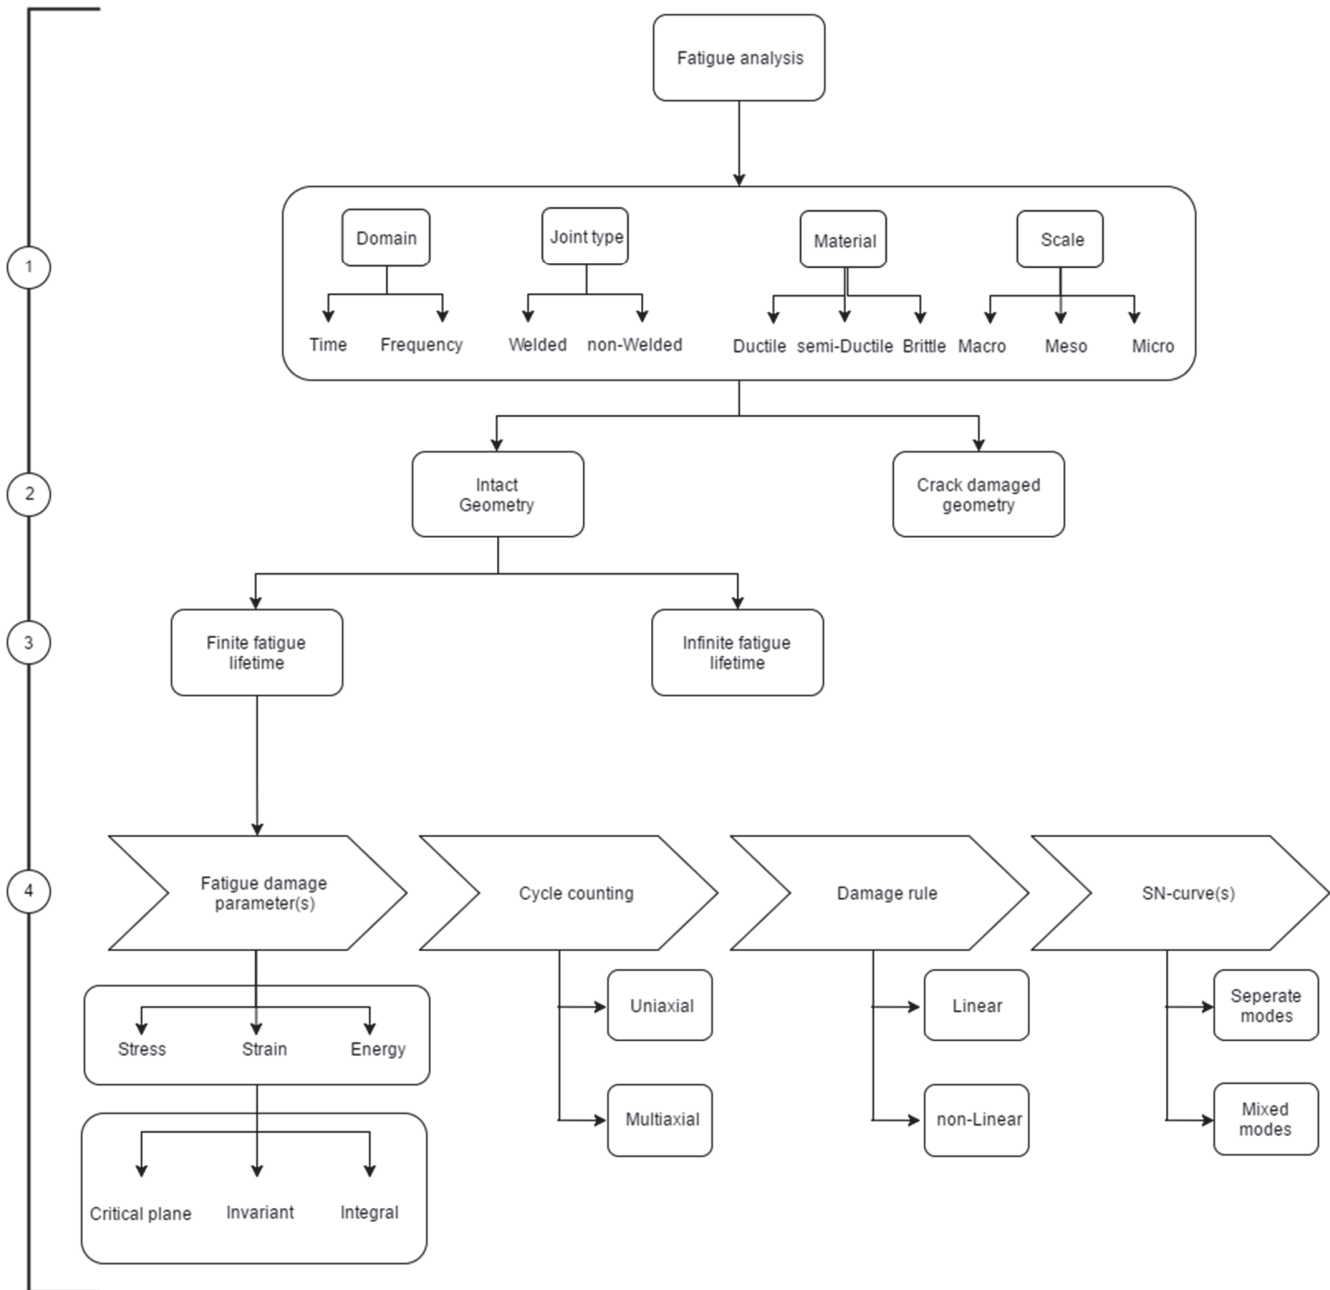 Fatigue analysis
Domain
Joint type
Material
Scale
1
Time
Frequency
Welded
non-Welded
Ductile
semi-Ductile
Brittle
Macro
Meso
Micro
2
Intact
Geometry
Crack damaged
geometry
3
Finite fatigue
lifetime
Infinite fatigue
lifetime
4
Fatigue damage
parameter(s)
Cycle counting
Damage rule
SN-curve(s)
Stress
Strain
Energy
Critical plane
Invariant
Integral
Uniaxial
Multiaxial
Linear
non-Linear
Seperate
modes
Mixed
modes